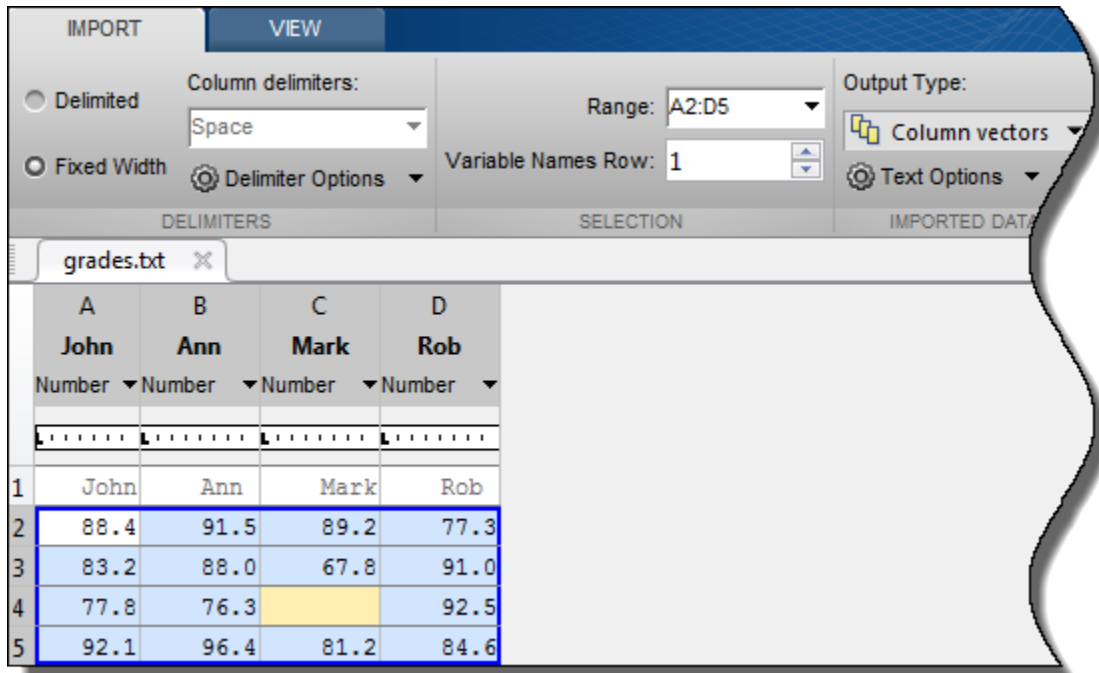 IMPORT VIEW
Delimited Column delimiters: Range: A2:D5 Output Type:
Space Column vectors
Fixed Width Delimiter Options Variable Names Row: 1 Text Options
DELIMITERS SELECTION IMPORTED DATA
grades.txt
A B C D
John Ann Mark Rob
Number Number Number Number
1 John Ann Mark Rob
2 88.4 91.5 89.2 77.3
3 83.2 88.0 67.8 91.0
4 77.8 76.3 92.5
5 92.1 96.4 81.2 84.6